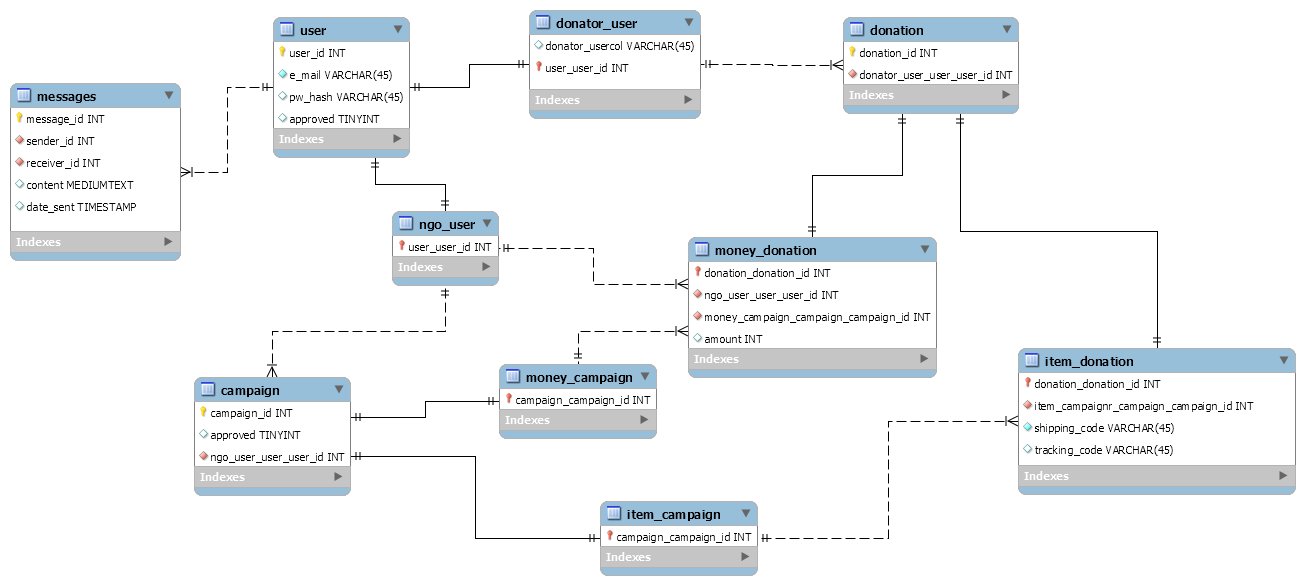 user
user_id INT
e_mail VARCHAR(45)
pw_hash VARCHAR(45)
approved TINYINT
Indexes
donator_user
donator_usercol VARCHAR(45)
user_user_id INT
Indexes
donation
donation_id INT
donator_user_user_user_id INT
Indexes
messages
message_id INT
sender_id INT
receiver_id INT
content MEDIUMTEXT
date_sent TIMESTAMP
Indexes
ngo_user
user_user_id INT
Indexes
money_donation
donation_donation_id INT
ngo_user_user_user_id INT
money_campaign_campaign_campaign_id INT
amount INT
Indexes
campaign
campaign_id INT
approved TINYINT
ngo_user_user_user_id INT
Indexes
money_campaign
campaign_campaign_id INT
Indexes
item_donation
donation_donation_id INT
item_campaignr_campaign_campaign_id INT
shipping_code VARCHAR(45)
tracking_code VARCHAR(45)
Indexes
item_campaign
campaign_campaign_id INT
Indexes